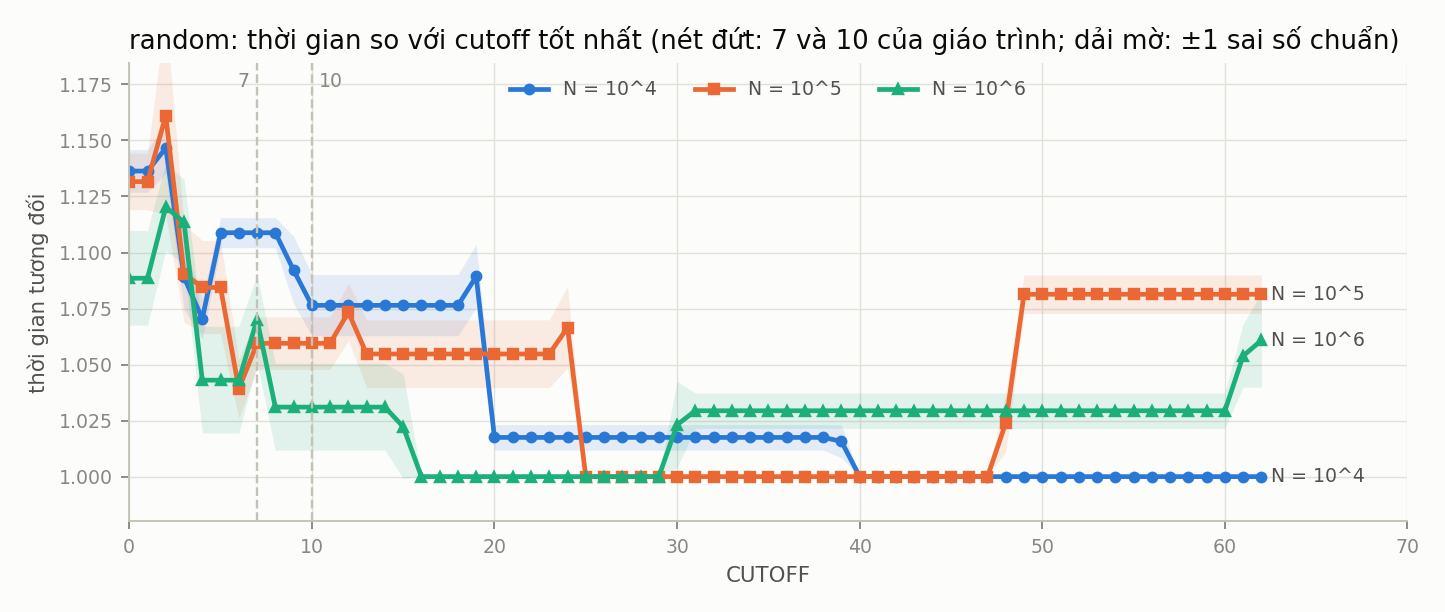 random: thời gian so với cutoff tốt nhất (nét đứt: 7 và 10 của giáo trình; dải mờ: ±1 sai số chuẩn)
7
10
N = 10^4
N = 10^5
N = 10^6
1.175
1.150
1.125
1.100
1.075
1.050
1.025
1.000
thời gian tương đối
N = 10^5
N = 10^6
N = 10^4
0
10
20
30
40
50
60
70
CUTOFF